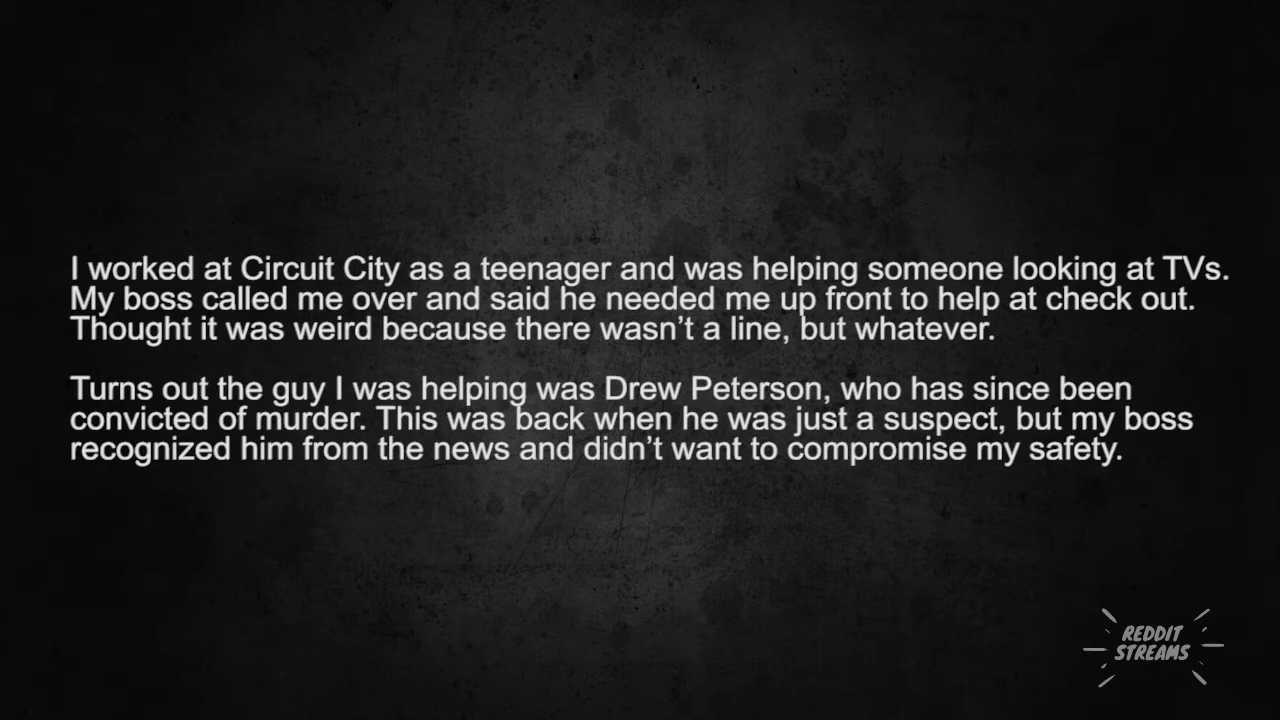 I worked at Circuit City as a teenager and was helping someone looking at TVs.
My boss called me over and said he needed me up front to help at check out.
Thought it was weird because there wasn’t a line, but whatever.
Turns out the guy I was helping was Drew Peterson, who has since been
convicted of murder. This was back when he was just a suspect, but my boss
recognized him from the news and didn’t want to compromise my safety.
REDDIT
STREAMS